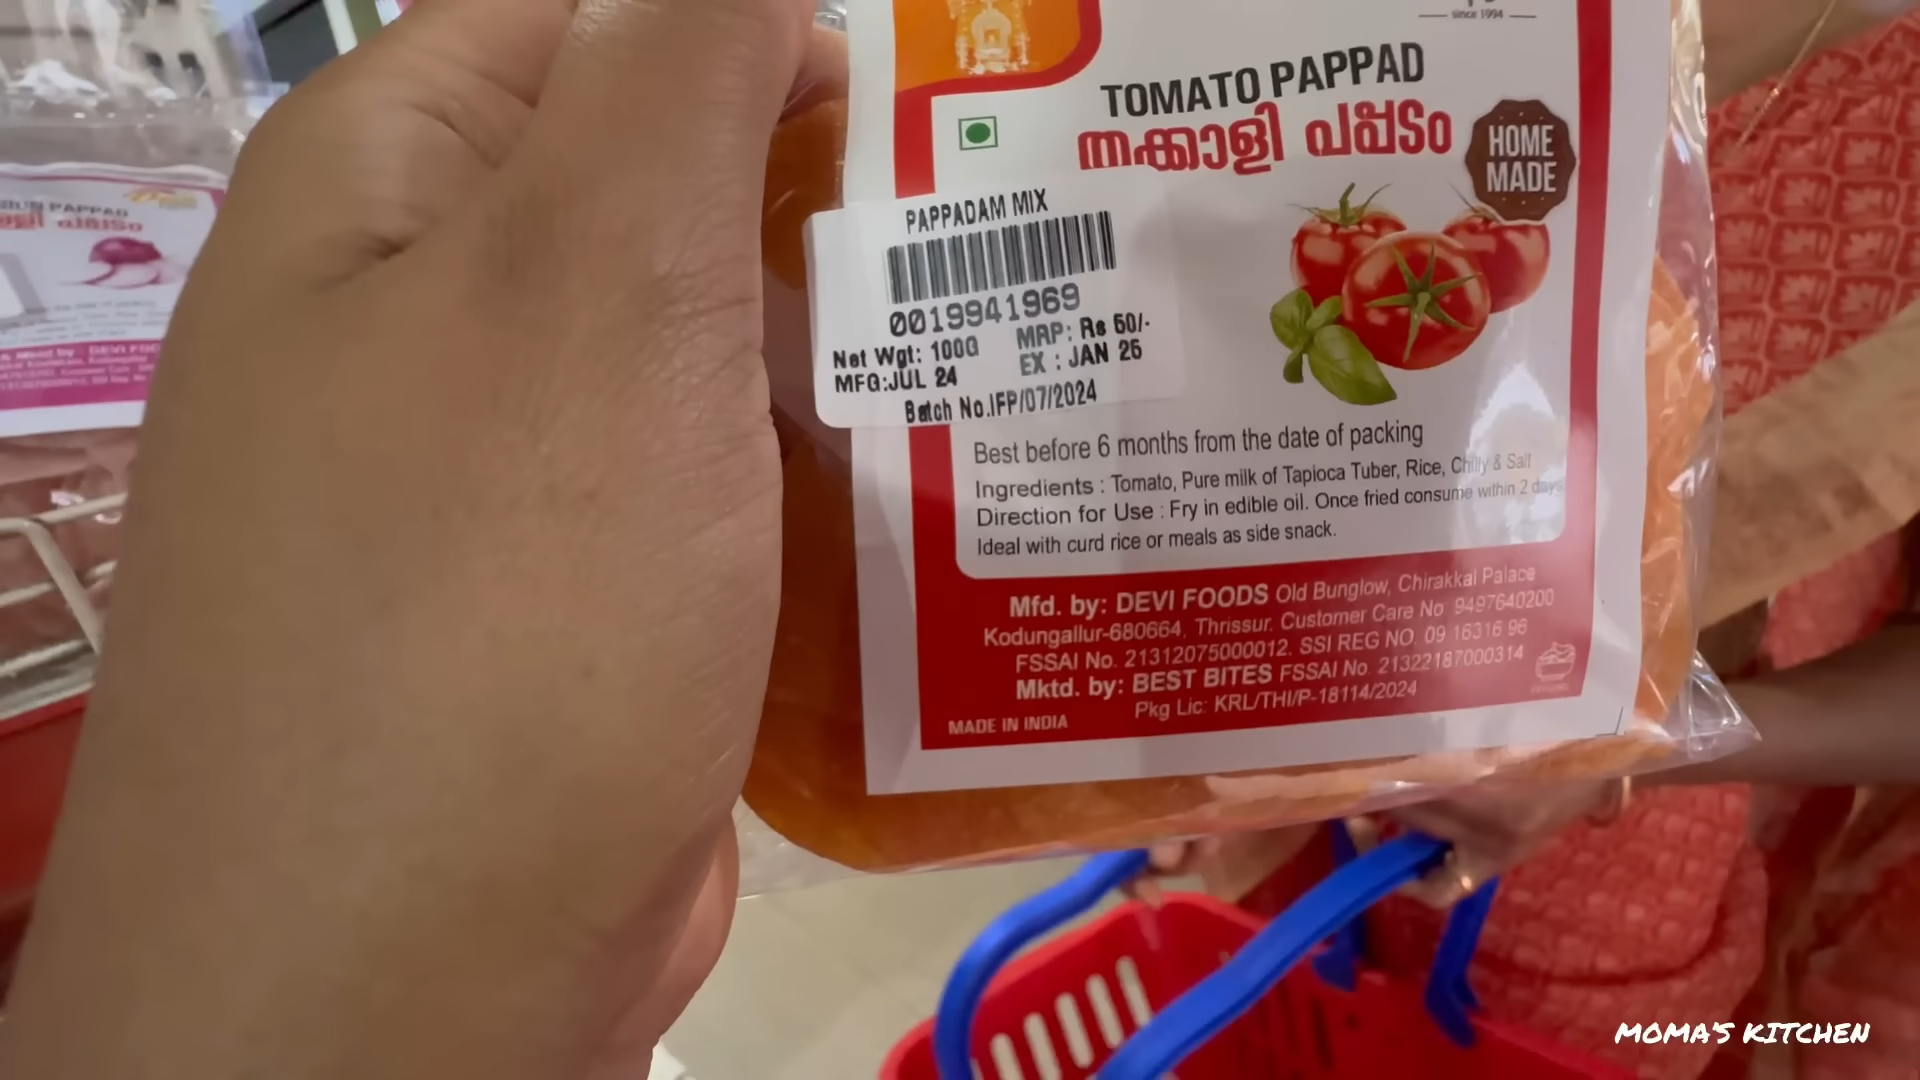 since 1994
TOMATO PAPPAD
തക്കാളി പപ്പടം
HOME
MADE
PAPPADAM MIX
0019941969
Net Wgt: 100G MRP: Rs 60/-
MFG:JUL 24 EX : JAN 25
Batch No.IFP/07/2024
Best before 6 months from the date of packing
Ingredients : Tomato, Pure milk of Tapioca Tuber, Rice, Chilly & Salt
Direction for Use : Fry in edible oil. Once fried consume within 2 days
Ideal with curd rice or meals as side snack.
Mfd. by: DEVI FOODS Old Bunglow, Chirakkal Palace
Kodungallur-680664, Thrissur. Customer Care No. 9497640200
FSSAI No. 21312075000012. SSI REG NO. 09 16316 96
Mktd. by: BEST BITES FSSAI No. 21322187000314
Pkg Lic: KRL/THI/P-18114/2024
MADE IN INDIA
PAPPAD
DEVI
MOMA'S KITCHEN